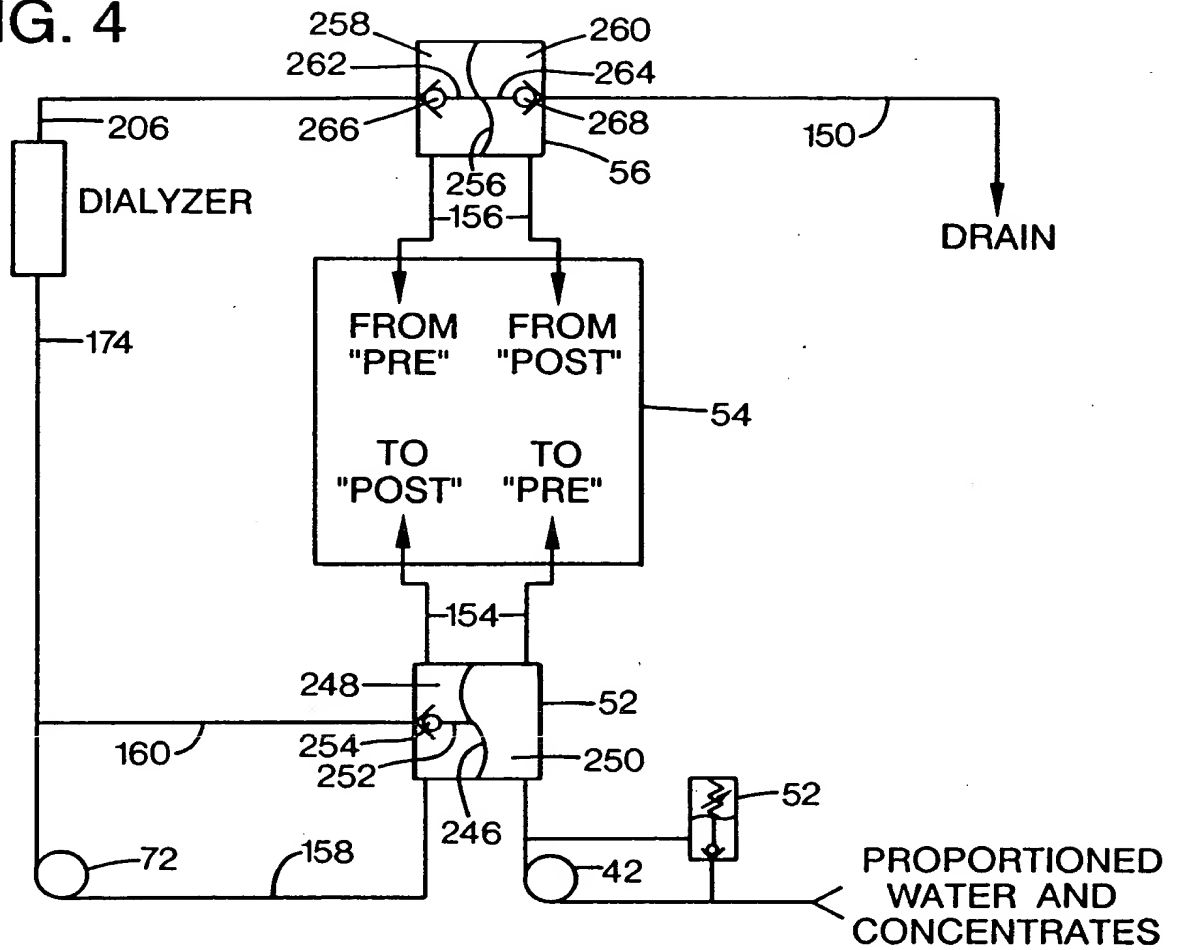 IG. 4
258
260
262
264
206
266
268
150
256
56
DIALYZER
156
DRAIN
FROM "PRE"
FROM "POST"
174
54
TO "POST"
TO "PRE"
154
248
52
160
254
252
250
246
52
72
158
42
PROPORTIONED
WATER AND
CONCENTRATES